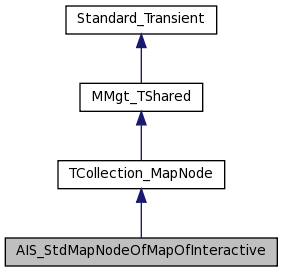 Standard_Transient
MMgt_TShared
TCollection_MapNode
AIS_StdMapNodeOfMapOfInteractive